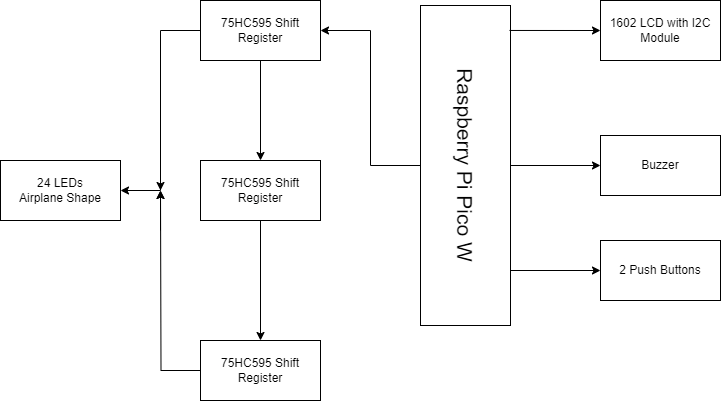 75HC595 Shift
Register
1602 LCD with I2C
Module
Raspberry Pi Pico W
Buzzer
24 LEDs
Airplane Shape
75HC595 Shift
Register
2 Push Buttons
75HC595 Shift
Register